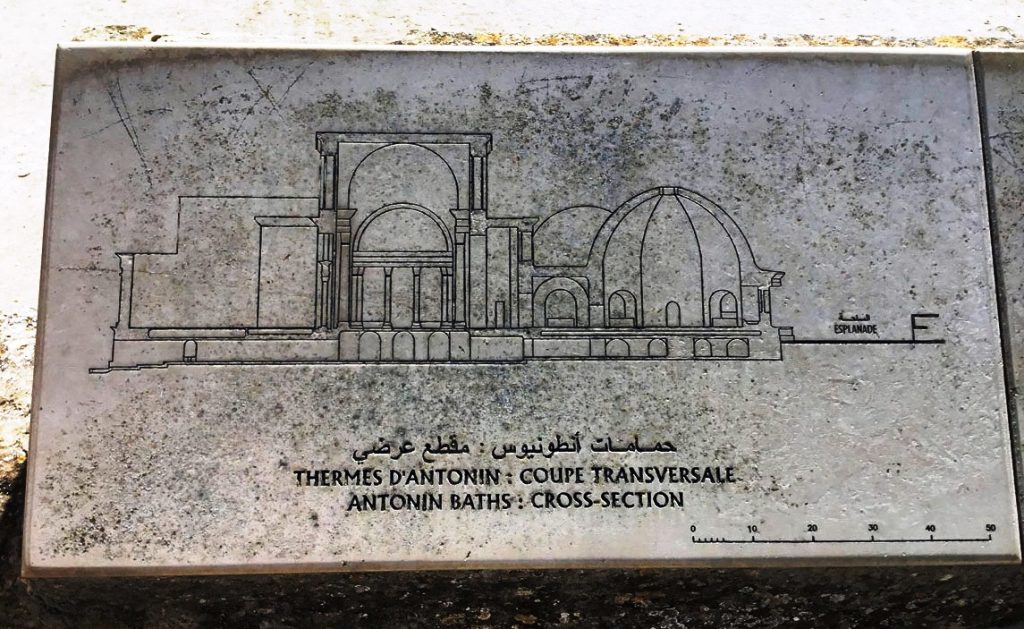 الساحة
ESPLANADE
حمامات أنطونيوس : مقطع عرضي
THERMES D'ANTONIN : COUPE TRANSVERSALE
ANTONIN BATHS : CROSS-SECTION
0 10 20 30 40 50